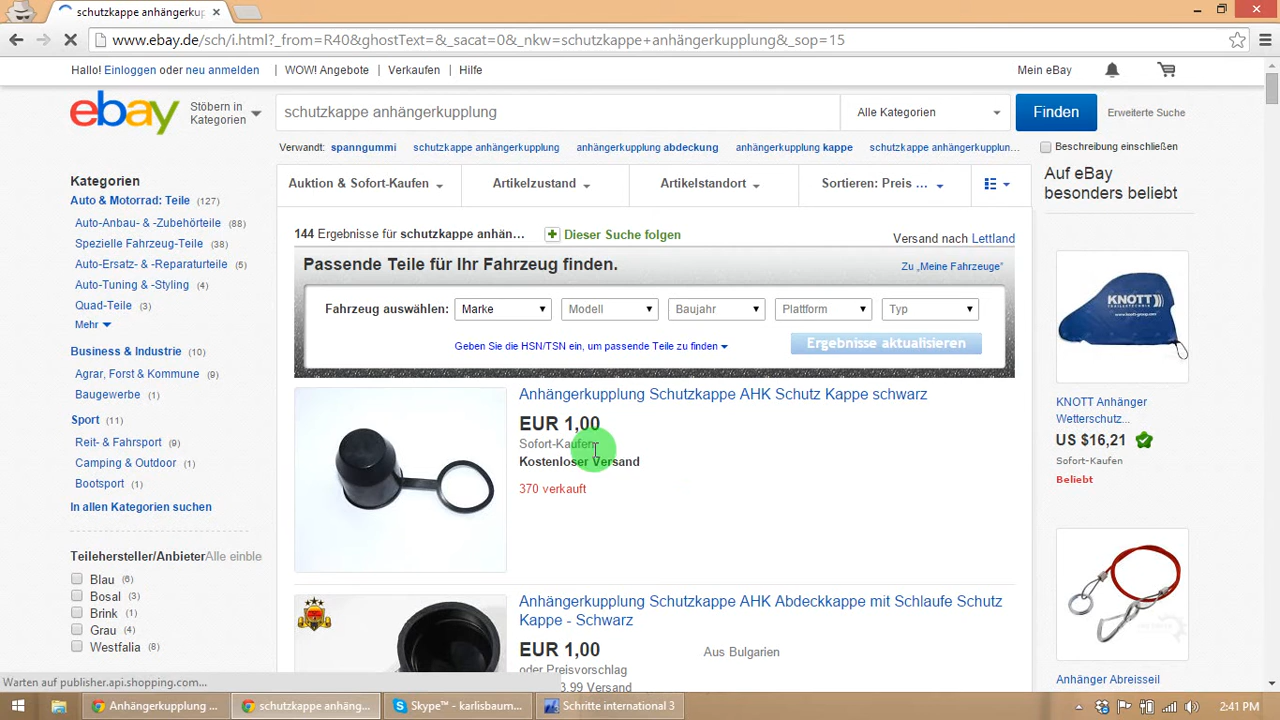 schutzkappe anhängerkup
www.ebay.de/sch/i.html?_from=R40&ghostText=&_sacat=0&_nkw=schutzkappe+anhängerkupplung&_sop=15
Hallo! Einloggen oder neu anmelden
WOW! Angebote
Verkaufen
Hilfe
Mein eBay
ebay
Stöbern in
Kategorien
schutzkappe anhängerkupplung
Alle Kategorien
Finden
Erweiterte Suche
Verwandt: spanngummi schutzkappe anhängerkupplung anhängerkupplung abdeckung anhängerkupplung kappe schutzkappe anhängerkupplun...
Beschreibung einschließen
Kategorien
Auto & Motorrad: Teile (127)
Auto-Anbau- & -Zubehörteile (88)
Spezielle Fahrzeug-Teile (38)
Auto-Ersatz- & -Reparaturteile (5)
Auto-Tuning & -Styling (4)
Quad-Teile (3)
Mehr
Business & Industrie (10)
Agrar, Forst & Kommune (9)
Baugewerbe (1)
Sport (11)
Reit- & Fahrsport (9)
Camping & Outdoor (1)
Bootsport (1)
In allen Kategorien suchen
Teilehersteller/Anbieter Alle einble
Blau (6)
Bosal (3)
Brink (1)
Grau (4)
Westfalia (8)
Auktion & Sofort-Kaufen
Artikelzustand
Artikelstandort
Sortieren: Preis ...
144 Ergebnisse für schutzkappe anhän...
Dieser Suche folgen
Versand nach Lettland
Passende Teile für Ihr Fahrzeug finden.
Zu „Meine Fahrzeuge“
Fahrzeug auswählen:
Marke
Modell
Baujahr
Plattform
Typ
Geben Sie die HSN/TSN ein, um passende Teile zu finden
Ergebnisse aktualisieren
Anhängerkupplung Schutzkappe AHK Schutz Kappe schwarz
EUR 1,00
Sofort-Kaufen
Kostenloser Versand
370 verkauft
Anhängerkupplung Schutzkappe AHK Abdeckkappe mit Schlaufe Schutz
Kappe - Schwarz
EUR 1,00
Aus Bulgarien
oder Preisvorschlag
3.99 Versand
Auf eBay
besonders beliebt
KNOTT
KNOTT Anhänger
Wetterschutz...
US $16,21
Sofort-Kaufen
Beliebt
Anhänger Abreisseil
Warten auf publisher.api.shopping.com...
Anhängerkupplung ...
schutzkappe anhäng...
Skype™ - karlisbaum...
Schritte international 3
2:41 PM